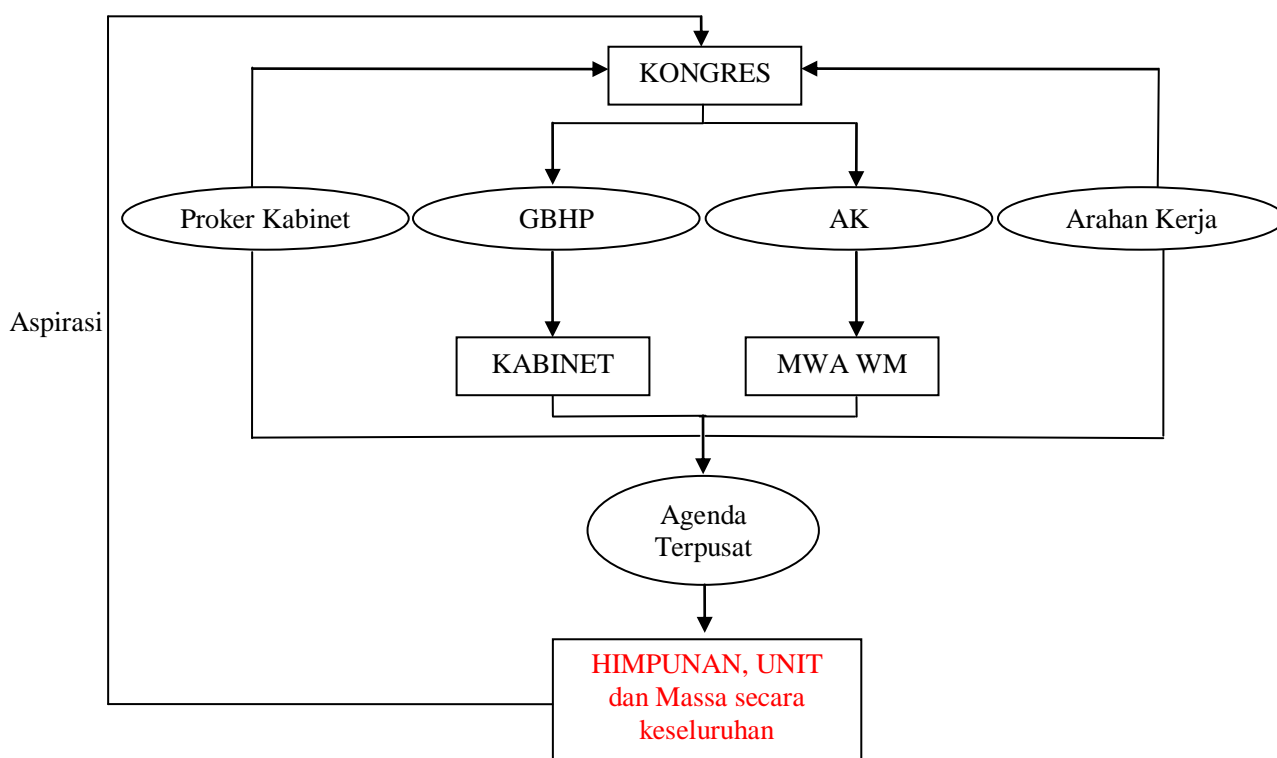 KONGRES
Proker Kabinet
GBHP
AK
Arahan Kerja
Aspirasi
KABINET
MWA WM
Agenda
Terpusat
HIMPUNAN, UNIT
dan Massa secara
keseluruhan